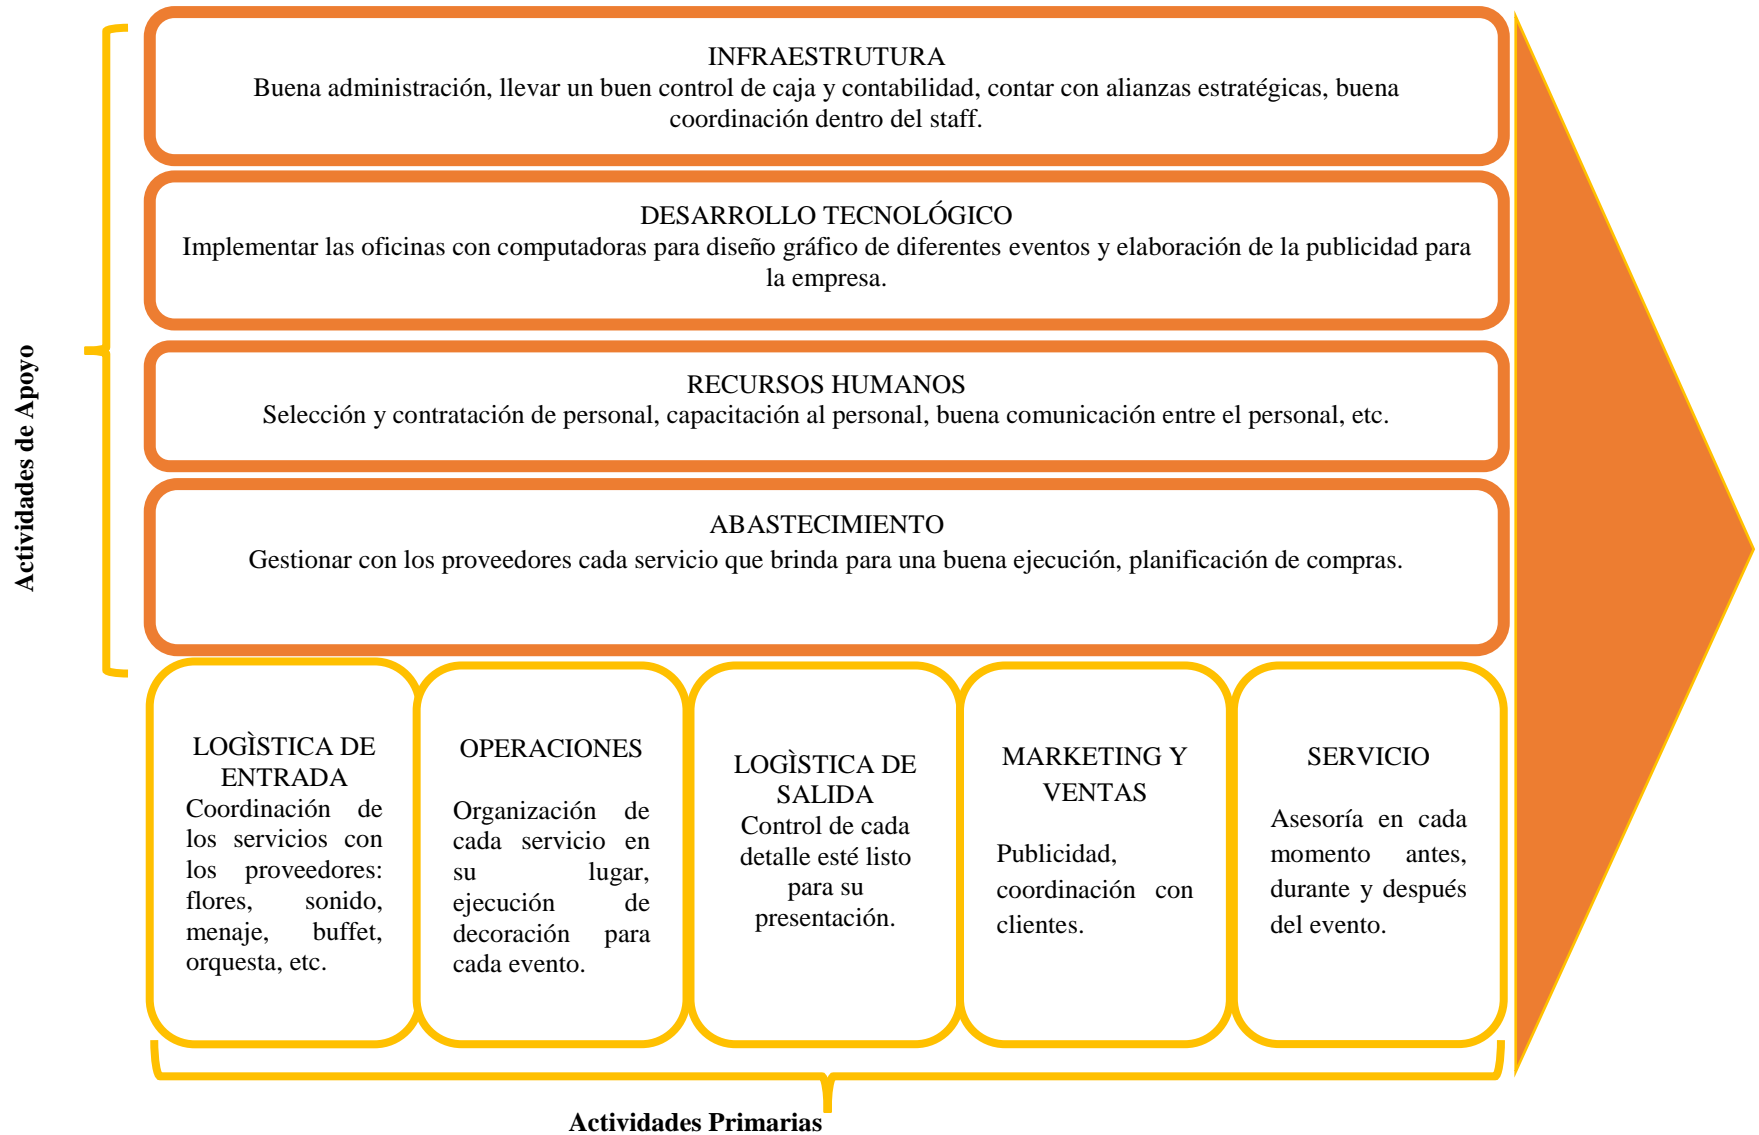 INFRAESTRUTURA
Buena administración, llevar un buen control de caja y contabilidad, contar con alianzas estratégicas, buena
coordinación dentro del staff.
DESARROLLO TECNOLÓGICO
Implementar las oficinas con computadoras para diseño gráfico de diferentes eventos y elaboración de la publicidad para
la empresa.
RECURSOS HUMANOS
Selección y contratación de personal, capacitación al personal, buena comunicación entre el personal, etc.
ABASTECIMIENTO
Gestionar con los proveedores cada servicio que brinda para una buena ejecución, planificación de compras.
Actividades de Apoyo
LOGÌSTICA DE
ENTRADA
Coordinación de
los servicios con
los proveedores:
flores, sonido,
menaje, buffet,
orquesta, etc.
OPERACIONES
Organización de
cada servicio en
su lugar,
ejecución de
decoración para
cada evento.
LOGÌSTICA DE
SALIDA
Control de cada
detalle esté listo
para su
presentación.
MARKETING Y
VENTAS
Publicidad,
coordinación con
clientes.
SERVICIO
Asesoría en cada
momento antes,
durante y después
del evento.
Actividades Primarias